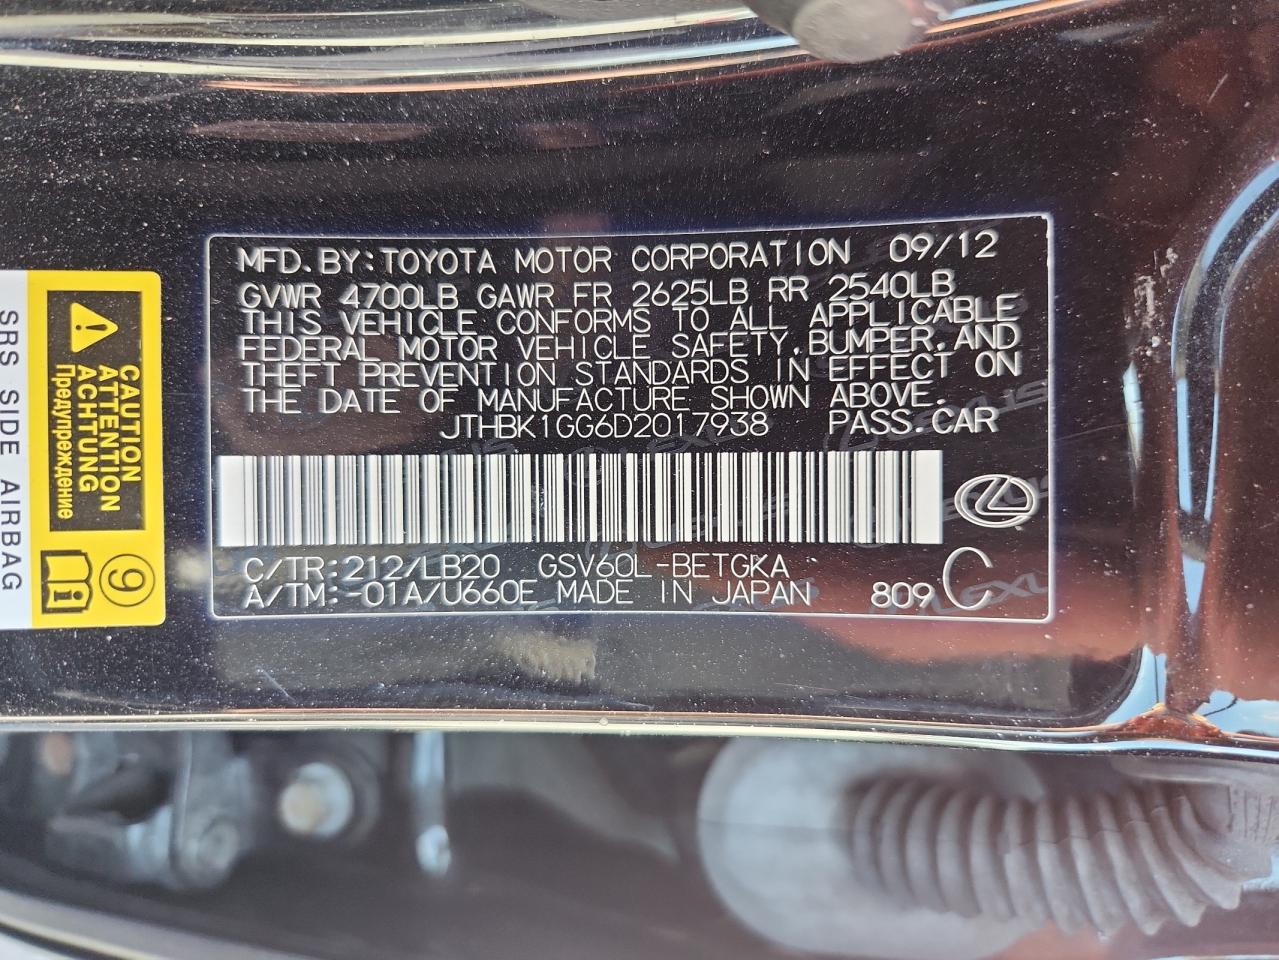 MFD. BY: TOYOTA MOTOR CORPORATION 09/12
GVWR 4700LB GAWR FR 2625LB RR 2540LB
THIS VEHICLE CONFORMS TO ALL APPLICABLE
FEDERAL MOTOR VEHICLE SAFETY, BUMPER, AND
THEFT PREVENTION STANDARDS IN EFFECT ON
THE DATE OF MANUFACTURE SHOWN ABOVE.
JTHBK1GG6D2017938 PASS. CAR
C/TR: 212/LB20 GSV60L-BETGKA
A/TM: -01A/U660E MADE IN JAPAN 809 C
LEXUS
CAUTION
ATTENTION
ACHTUNG
Предупреждение
9
SRS SIDE AIRBAG